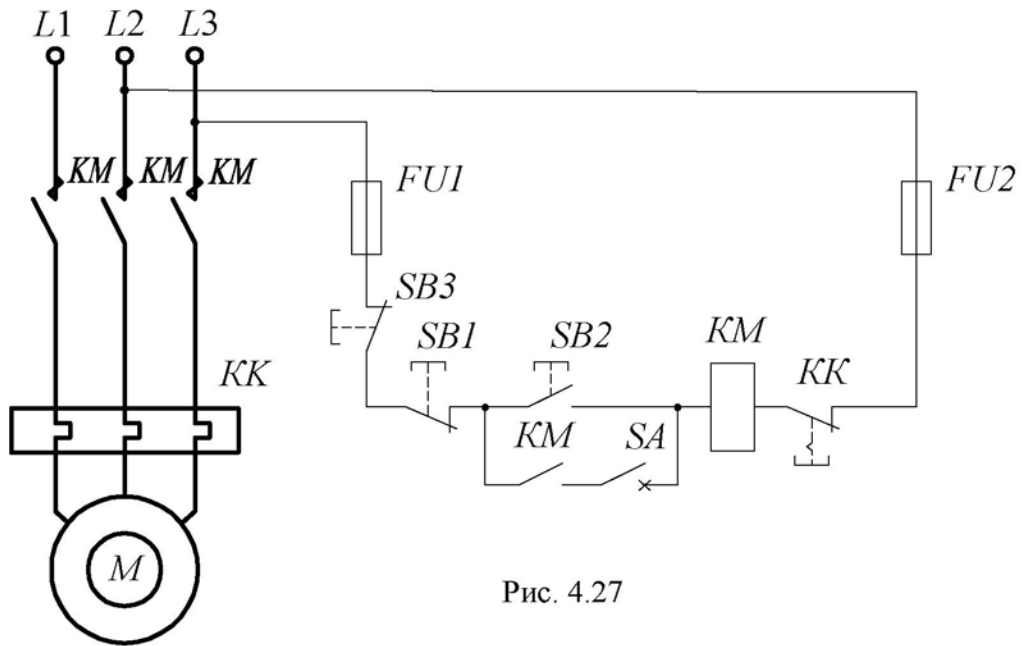 L1 L2 L3
KM KM KM
FU1
FU2
SB3
SB1
SB2
KM
KK
KK
KM
SA
M
Рис. 4.27